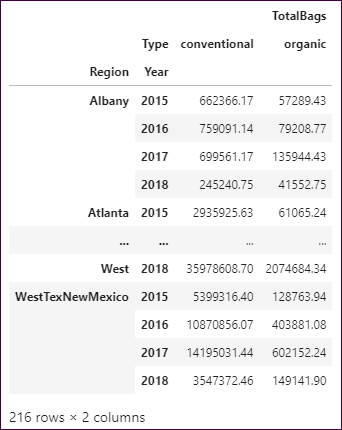 TotalBags
Type conventional organic
Region Year
Albany 2015 662366.17 57289.43
2016 759091.14 79208.77
2017 699561.17 135944.43
2018 245240.75 41552.75
Atlanta 2015 2935925.63 61065.24
... ... ... ...
West 2018 35978608.70 2074684.34
WestTexNewMexico 2015 5399316.40 128763.94
2016 10870856.07 403881.08
2017 14195031.44 602152.24
2018 3547372.46 149141.90
216 rows × 2 columns